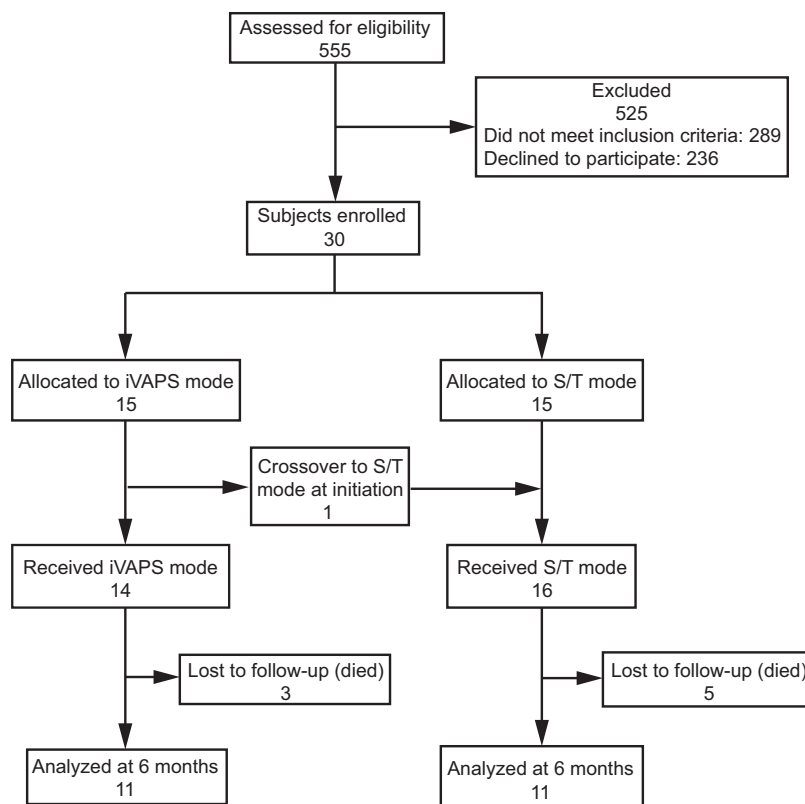 Assessed for eligibility
555
Excluded
525
Did not meet inclusion criteria: 289
Declined to participate: 236
Subjects enrolled
30
Allocated to iVAPS mode
15
Allocated to S/T mode
15
Crossover to S/T
mode at initiation
1
Received iVAPS mode
14
Received S/T mode
16
Lost to follow-up (died)
3
Lost to follow-up (died)
5
Analyzed at 6 months
11
Analyzed at 6 months
11